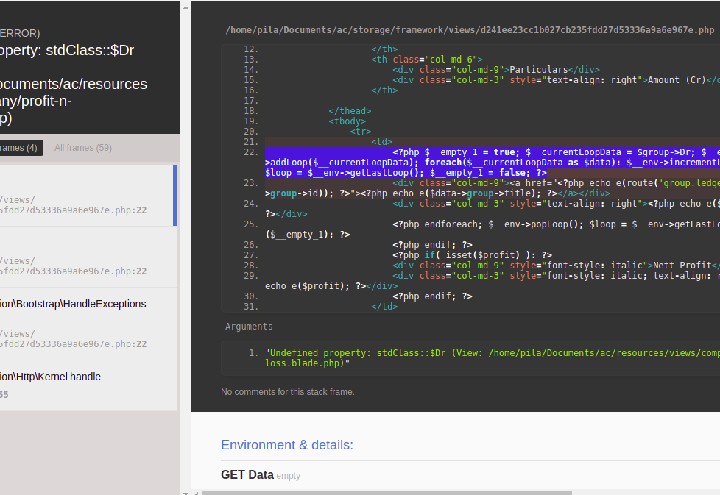 ERROR)
operty: stdClass::$Dr
ocuments/ac/resources
any/profit-n-
p)
rames (4) All frames (59)
/views/
5fdd27d53336a9a6e967e.php:22
/views/
5fdd27d53336a9a6e967e.php:22
ion\Bootstrap\HandleExceptions
/views/
5fdd27d53336a9a6e967e.php:22
ion\Http\Kernel handle
55
/home/pila/Documents/ac/storage/framework/views/d241ee23cc1b027cb235fdd27d53336a9a6e967e.php
12. </th>
13. <th class="col-md-6">
14. <div class="col-md-9">Particulars</div>
15. <div class="col-md-3" style="text-align: right">Amount (Cr)</
16. </th>
17.
18. </thead>
19. <tbody>
20. <tr>
21. <td>
22. <?php $__empty_1 = true; $__currentLoopData = $group->Dr; $__e
>addLoop($__currentLoopData); foreach($__currentLoopData as $data): $__env->incrementL
$loop = $__env->getLastLoop(); $__empty_1 = false; ?>
23. <div class="col-md-9"><a href="<?php echo e(route('group.ledge
>group->id)); ?>"><?php echo e($data->group->title); ?></a></div>
24. <div class="col-md-3" style="text-align: right"><?php echo e($
?></div>
25. <?php endforeach; $__env->popLoop(); $loop = $__env->getLastLo
($__empty_1): ?>
26. <?php endif; ?>
27. <?php if( isset($profit) ): ?>
28. <div class="col-md-9" style="font-style: italic">Nett Profit</
29. <div class="col-md-3" style="font-style: italic; text-align:
echo e($profit); ?></div>
30. <?php endif; ?>
31. </td>
Arguments
1. "Undefined property: stdClass::$Dr (View: /home/pila/Documents/ac/resources/views/comp
loss.blade.php)"
No comments for this stack frame.
Environment & details:
GET Data empty